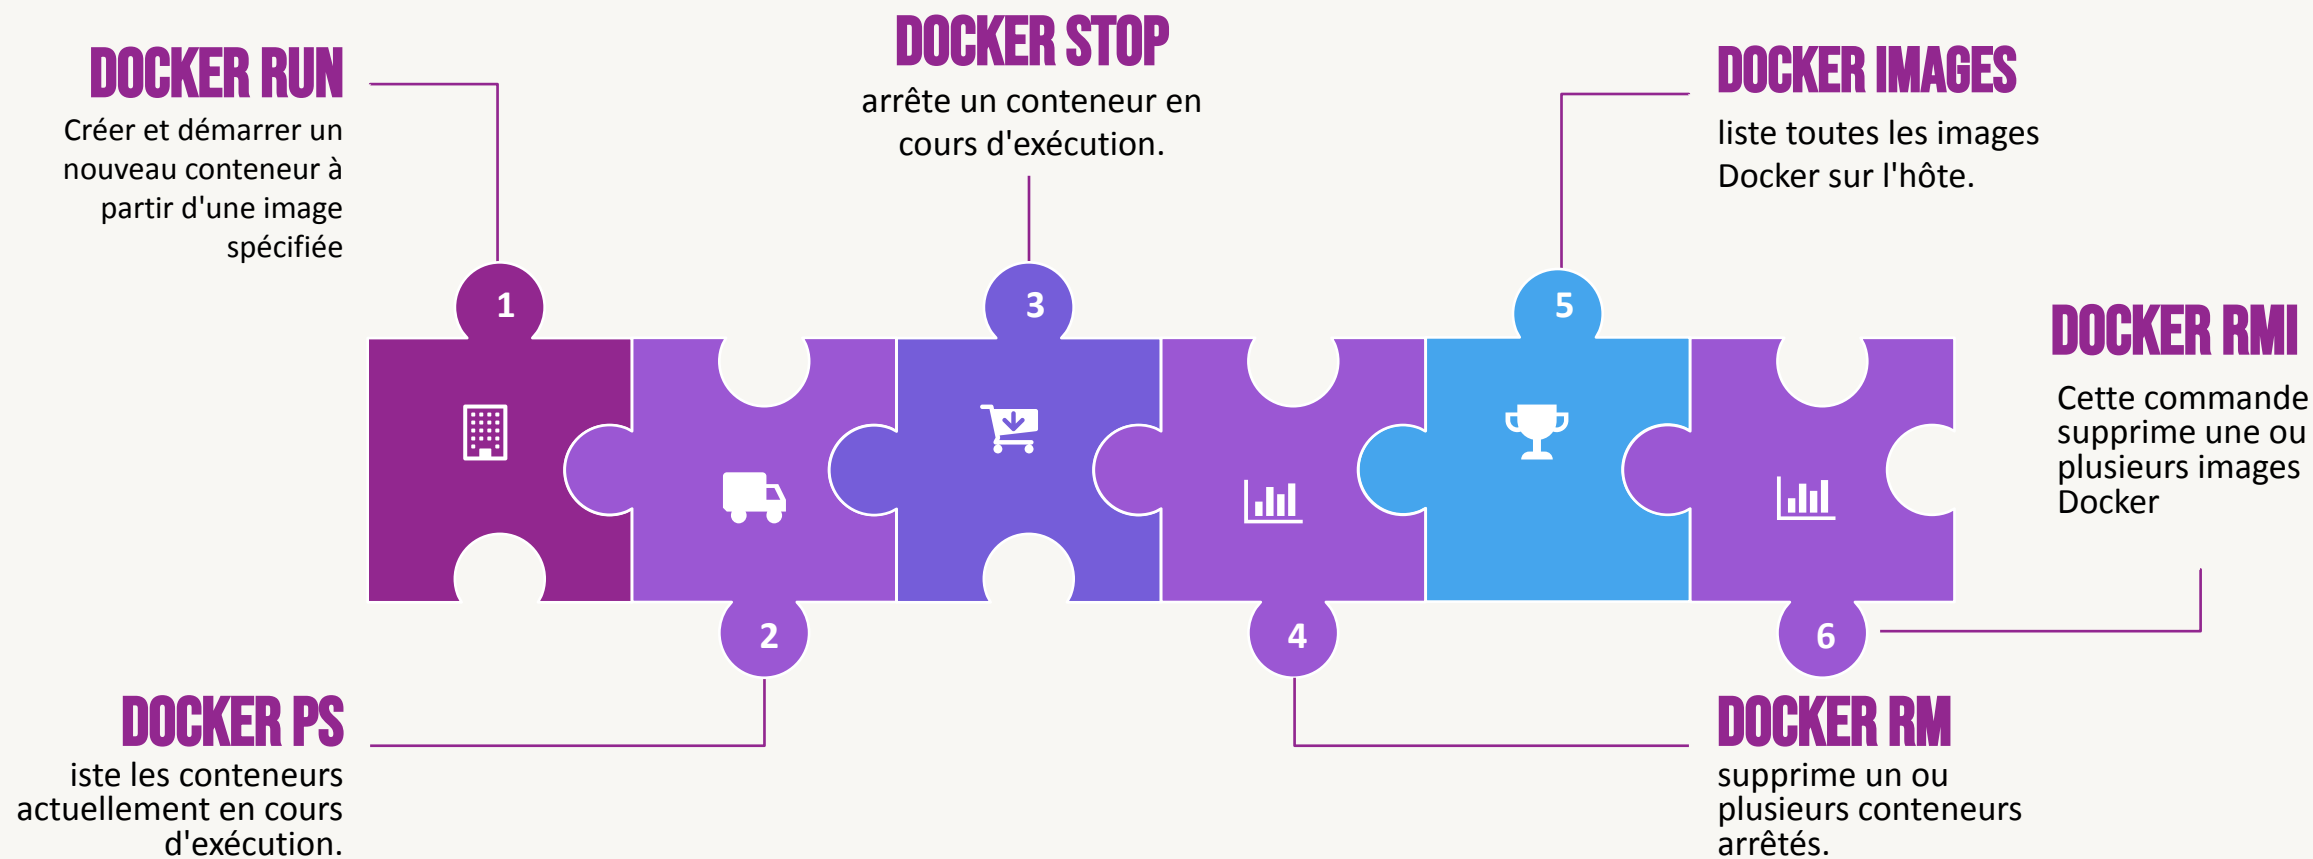 DOCKER RUN
Créer et démarrer un
nouveau conteneur à
partir d'une image
spécifiée
DOCKER STOP
arrête un conteneur en
cours d'exécution.
DOCKER IMAGES
liste toutes les images
Docker sur l'hôte.
1
3
5
DOCKER RMI
Cette commande
supprime une ou
plusieurs images
Docker
2
4
6
DOCKER PS
iste les conteneurs
actuellement en cours
d'exécution.
DOCKER RM
supprime un ou
plusieurs conteneurs
arrêtés.